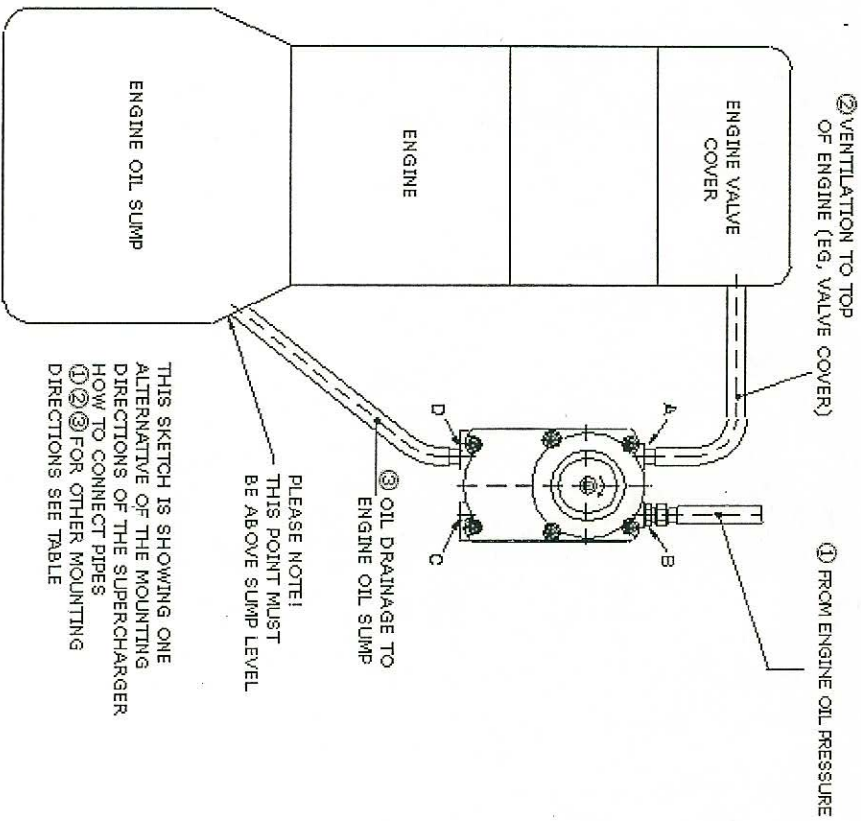 ② VENTILATION TO TOP
OF ENGINE (EG, VALVE COVER)
① FROM ENGINE OIL PRESSURE
ENGINE VALVE
COVER
A
B
ENGINE
D
C
③ OIL DRAINAGE TO
ENGINE OIL SUMP
PLEASE NOTE!
THIS POINT MUST
BE ABOVE SUMP LEVEL
ENGINE OIL SUMP
THIS SKETCH IS SHOWING ONE
ALTERNATIVE OF THE MOUNTING
DIRECTIONS OF THE SUPERCHARGER
HOW TO CONNECT PIPES
①②③ FOR OTHER MOUNTING
DIRECTIONS SEE TABLE